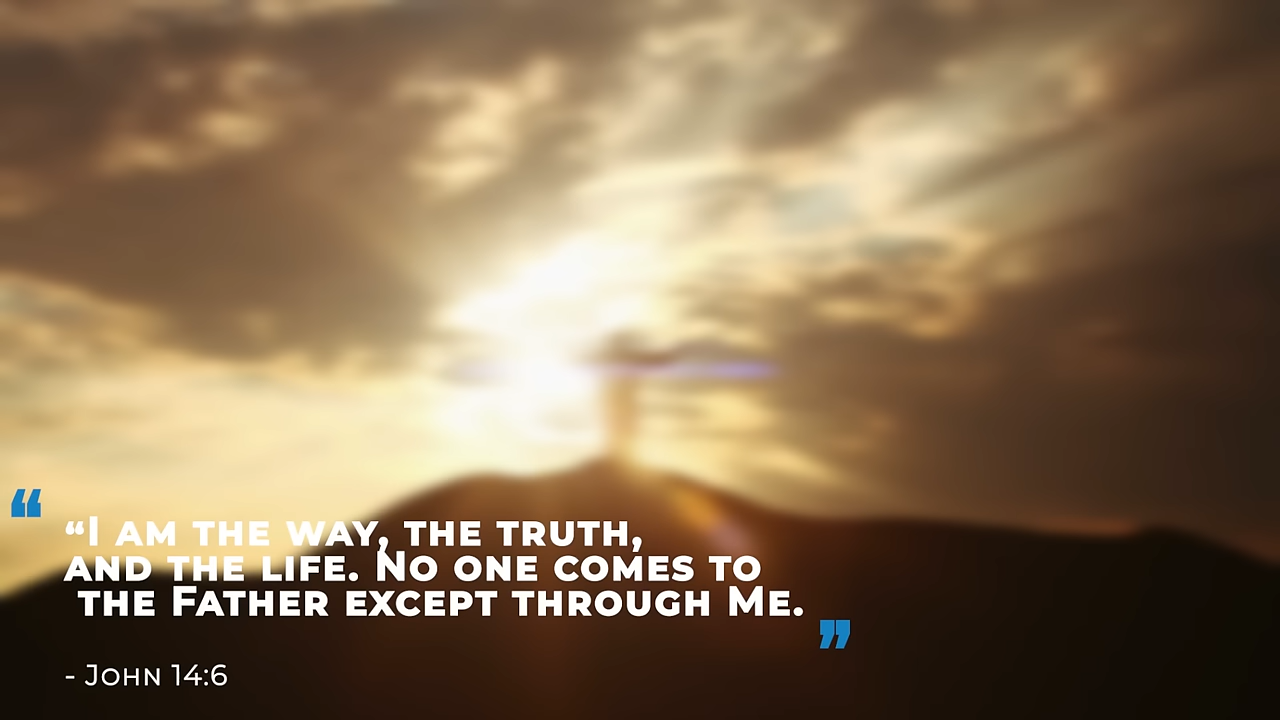 “I am the way, the truth,
and the life. No one comes to
the Father except through Me.”
- John 14:6